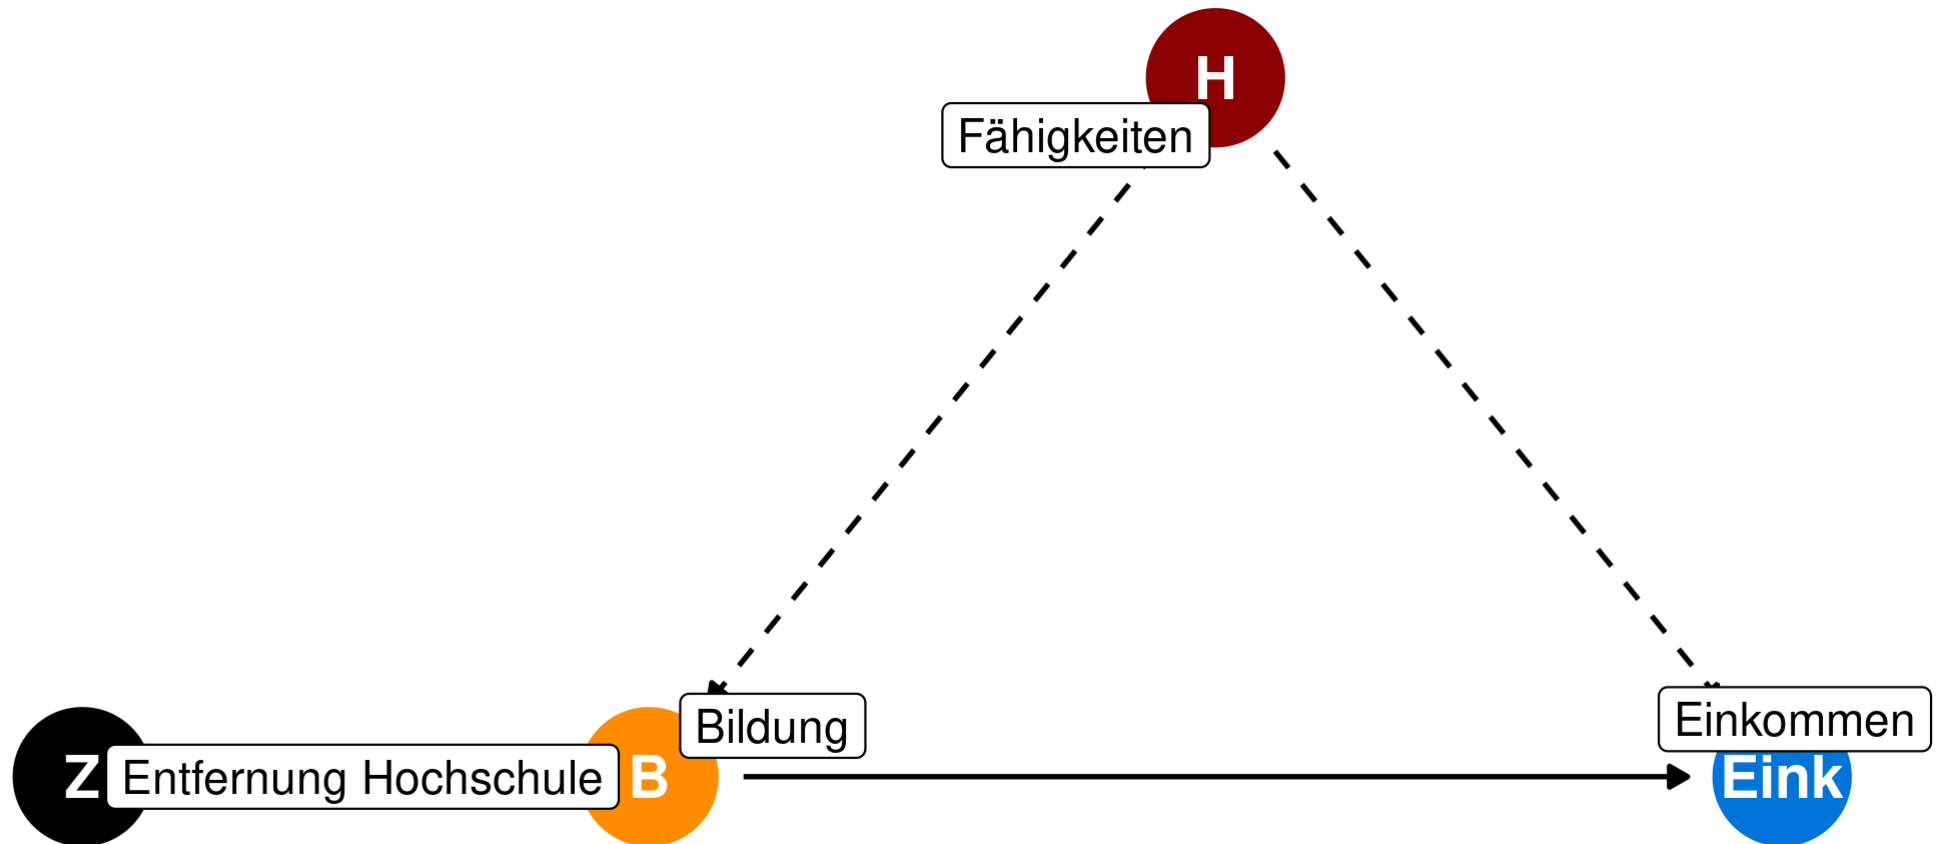 H
Fähigkeiten
Bildung
Einkommen
Z
Entfernung Hochschule
B
Eink